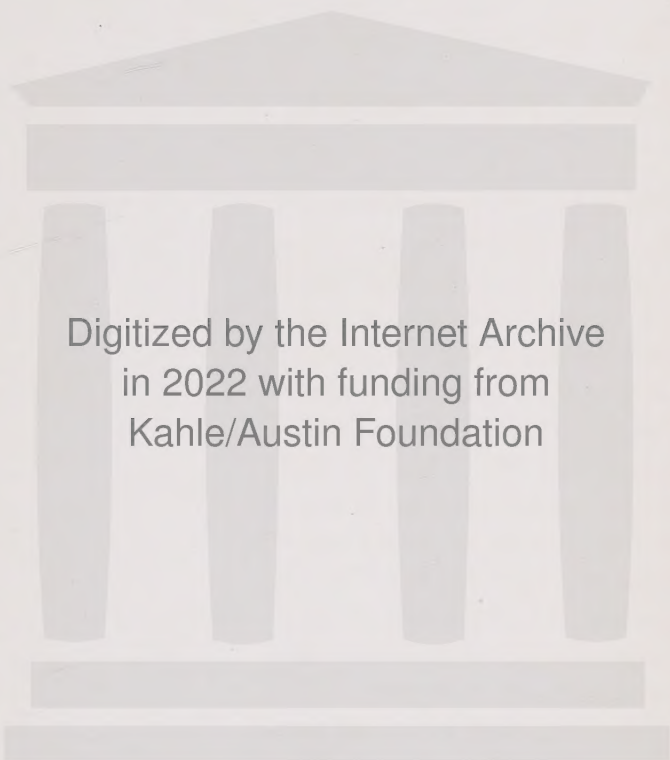 Digitized by the Internet Archive
in 2022 with funding from
Kahle/Austin Foundation